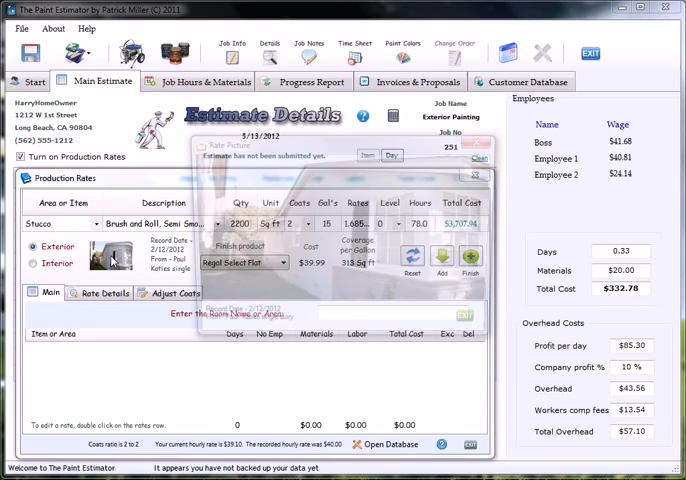 The Paint Estimator by Patrick Miller (C) 2011
File About Help
Job Info Details Job Notes Time Sheet Paint Colors Change Order
EXIT
Start Main Estimate Job Hours & Materials Progress Report Invoices & Proposals Customer Database
HarryHomeOwner
1212 W 1st Street
Long Beach, CA 90804
(562) 555-1212
Turn on Production Rates
Estimate Details
5/13/2012
Estimate has not been submitted yet.
Rate Picture
Item Day
Job Name
Exterior Painting
Job No
251
Clean
Employees
Name Wage
Boss $41.68
Employee 1 $40.81
Employee 2 $24.14
Production Rates
Area or Item Description Qty Unit Coats Gal's Rates Level Hours Total Cost
Stucco Brush and Roll, Semi Smo... 2200 Sq ft 2 15 1.685... 0 78.0 $3,707.94
Exterior
Interior
Record Date -
2/12/2012
From - Paul
Katies single
Finish product Cost Coverage per Gallon
Regal Select Flat $39.99 313 Sq ft
Reset Add Finish
Main Rate Details Adjust Coats
Record Date - 2/12/2012
Enter the Room Name or Area:
EXIT
Item or Area Days No Emp Materials Labor Total Cost Exc Del
To edit a rate, double click on the rates row. 0 $0.00 $0.00 $0.00
Coats ratio is 2 to 2 Your current hourly rate is $39.10. The recorded hourly rate was $40.00 Open Database EXIT
Days 0.33
Materials $20.00
Total Cost $332.78
Overhead Costs
Profit per day $85.30
Company profit % 10 %
Overhead $43.56
Workers comp fees $13.54
Total Overhead $57.10
Welcome to The Paint Estimator It appears you have not backed up your data yet